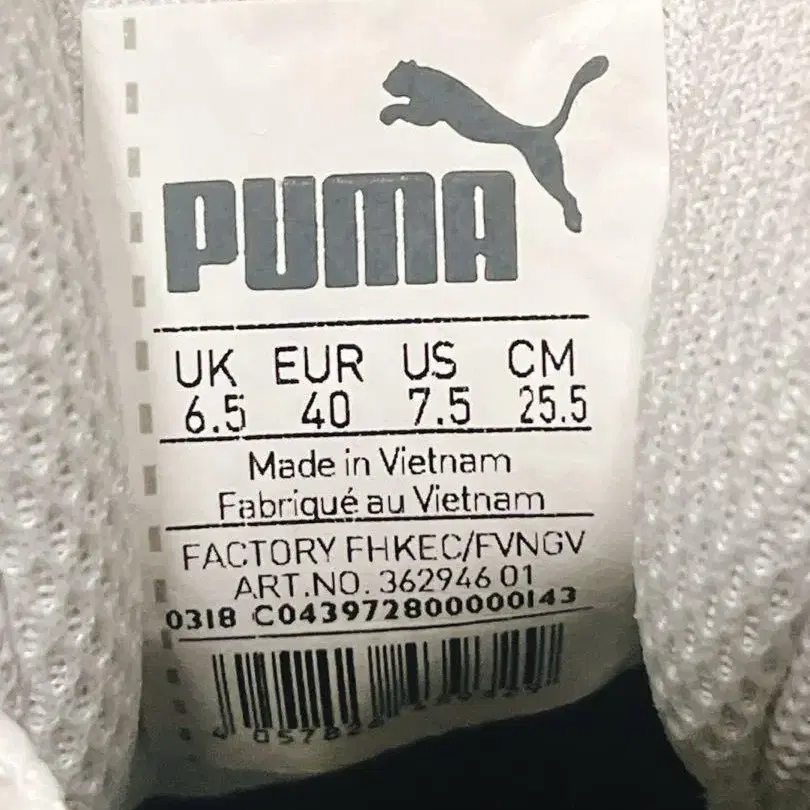 PUMA
UK EUR US CM
6.5 40 7.5 25.5
Made in Vietnam
Fabriqué au Vietnam
FACTORY FHKEC/FVNGV
ART.NO. 362946 01
0318 C043972800000143